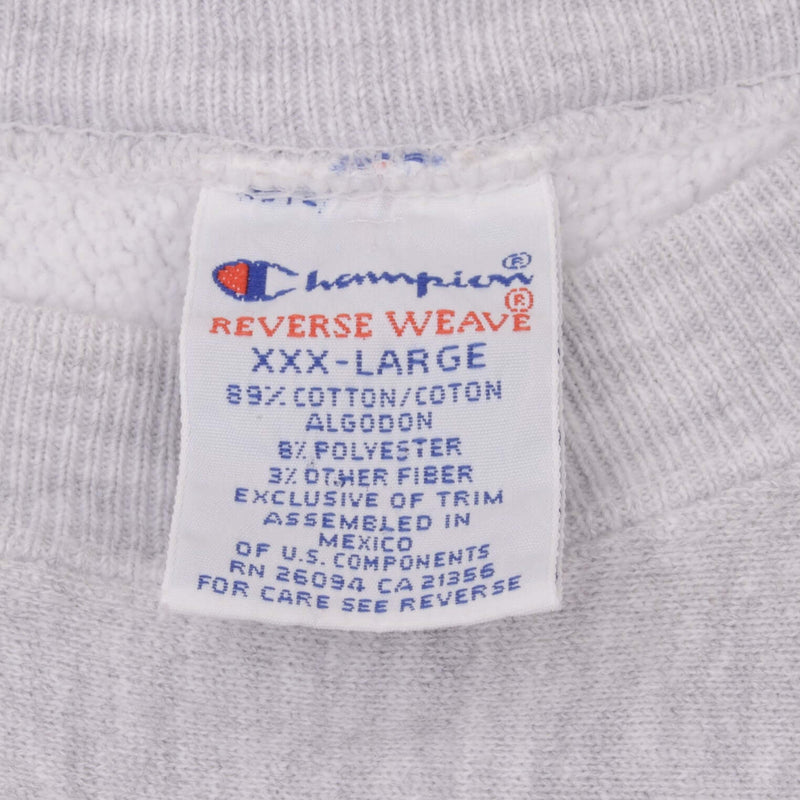 Champion ®
REVERSE WEAVE ®
XXX-LARGE
89% COTTON/COTON
ALGODON
8% POLYESTER
3% OTHER FIBER
EXCLUSIVE OF TRIM
ASSEMBLED IN
MEXICO
OF U.S. COMPONENTS
RN 26094 CA 21356
FOR CARE SEE REVERSE